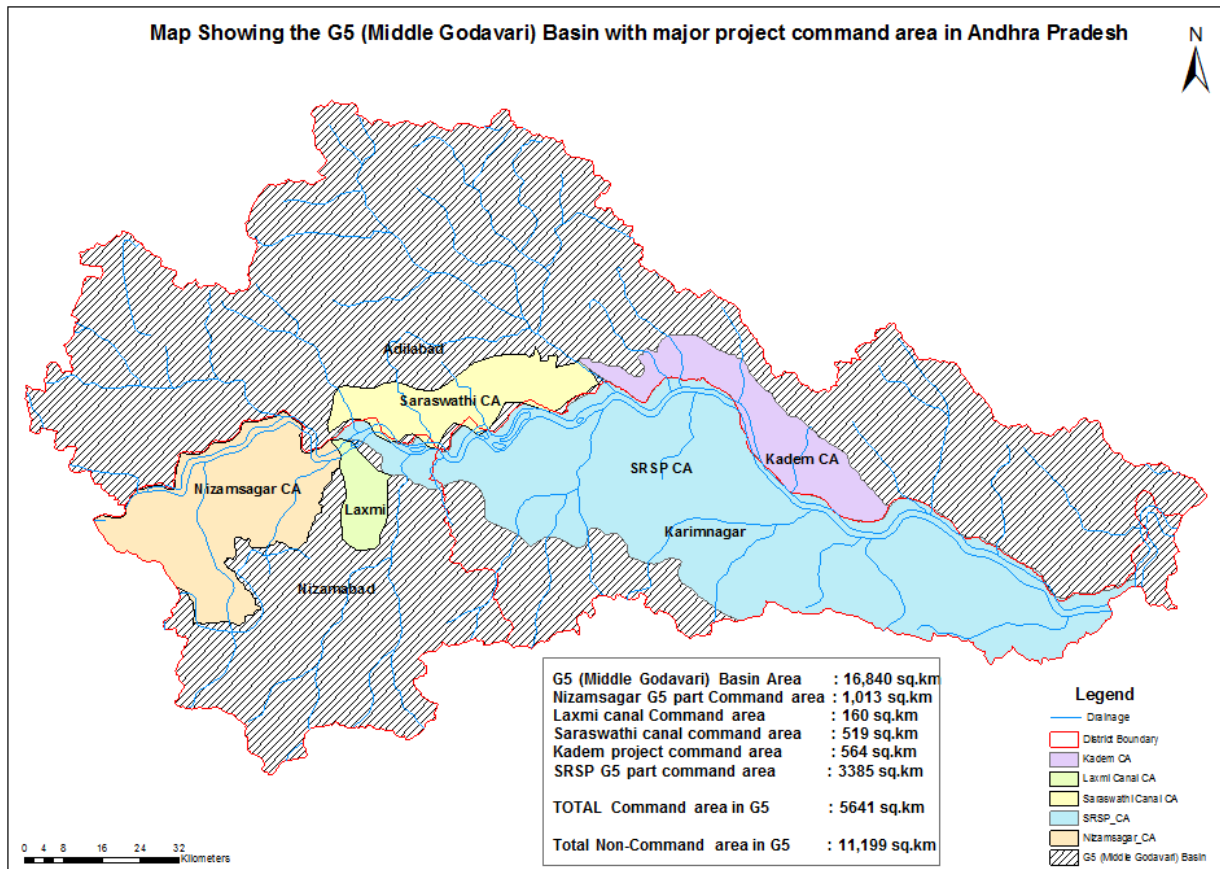 Map Showing the G5 (Middle Godavari) Basin with major project command area in Andhra Pradesh
N
Adilabad
Saraswathi CA
Nizamsagar CA
Laxmi
SRSP CA
Kadem CA
Karimnagar
Nizamabad
G5 (Middle Godavari) Basin Area : 16,840 sq.km
Nizamsagar G5 part Command area : 1,013 sq.km
Laxmi canal Command area : 160 sq.km
Saraswathi canal command area : 519 sq.km
Kadem project command area : 564 sq.km
SRSP G5 part command area : 3385 sq.km
TOTAL Command area in G5 : 5641 sq.km
Total Non-Command area in G5 : 11,199 sq.km
Legend
Drainage
District Boundary
Kadem CA
Laxmi Canal CA
Saraswathi Canal CA
SRSP_CA
Nizamsagar_CA
G5 (Middle Godavari) Basin
0 4 8 16 24 32
Kilometers